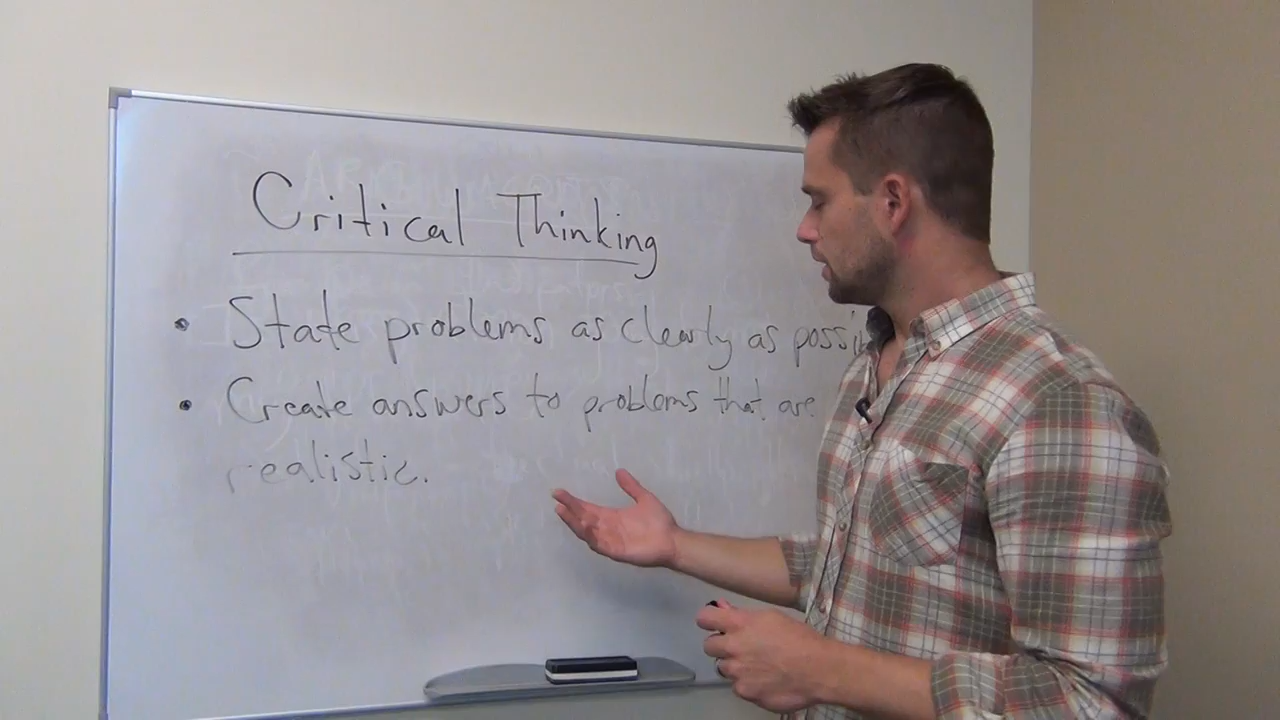 Critical Thinking
• State problems as clearly as possi
• Create answers to problems that are
realistic.